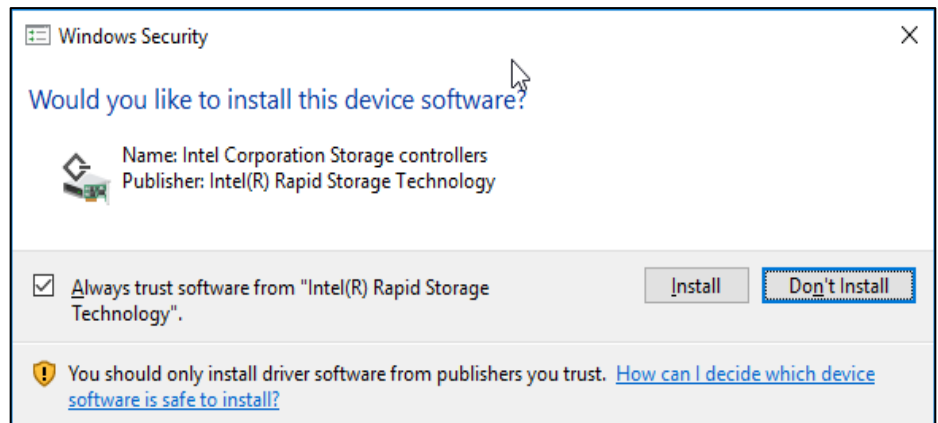 Windows Security
Would you like to install this device software?
Name: Intel Corporation Storage controllers
Publisher: Intel(R) Rapid Storage Technology
Always trust software from "Intel(R) Rapid Storage
Technology".
Install
Don't Install
You should only install driver software from publishers you trust. How can I decide which device
software is safe to install?